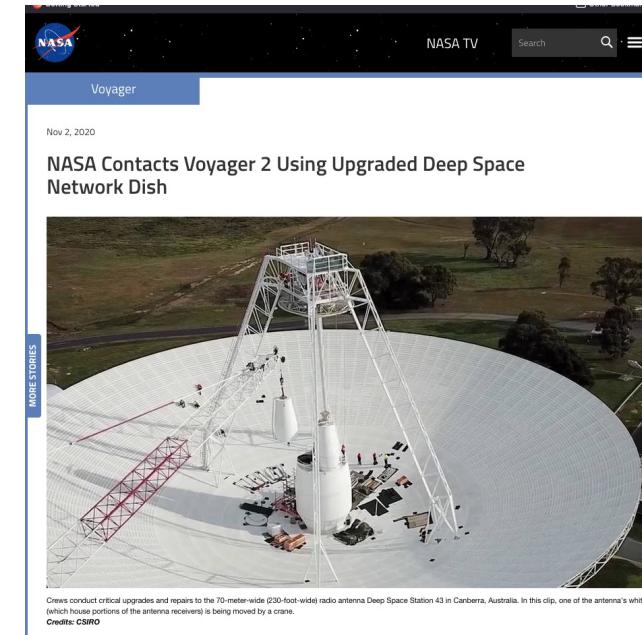 NASA
NASA TV
Search
Voyager
Nov 2, 2020
NASA Contacts Voyager 2 Using Upgraded Deep Space
Network Dish
MORE STORIES
Crews conduct critical upgrades and repairs to the 70-meter-wide (230-foot-wide) radio antenna Deep Space Station 43 in Canberra, Australia. In this clip, one of the antenna's
(which house portions of the antenna receivers) is being moved by a crane.
Credits: CSIRO